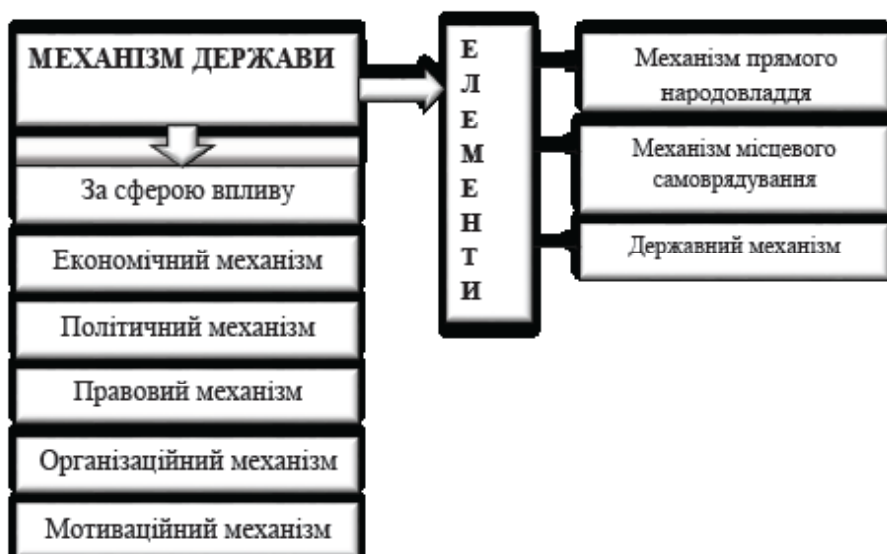 МЕХАНІЗМ ДЕРЖАВИ
За сферою впливу
Економічний механізм
Політичний механізм
Правовий механізм
Організаційний механізм
Мотиваційний механізм
Е
Л
Е
М
Е
Н
Т
И
Механізм прямого
народовладдя
Механізм місцевого
самоврядування
Державний механізм